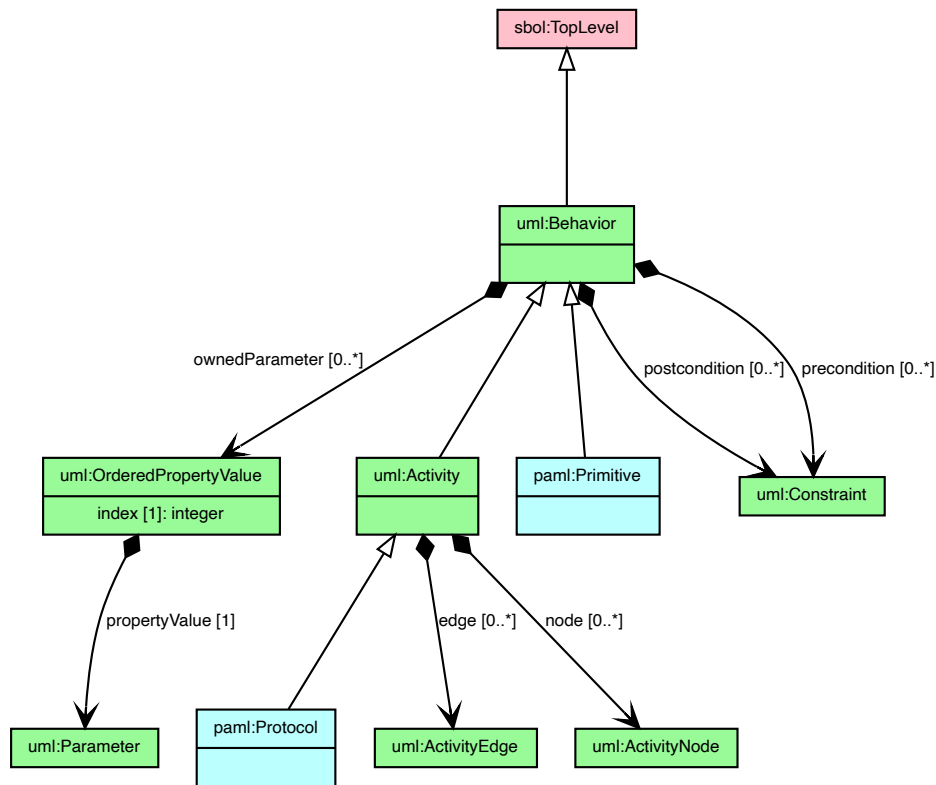 sbol:TopLevel
uml:Behavior
ownedParameter [0..*]
postcondition [0..*]
precondition [0..*]
uml:OrderedPropertyValue
index [1]: integer
uml:Activity
paml:Primitive
uml:Constraint
propertyValue [1]
edge [0..*]
node [0..*]
uml:Parameter
paml:Protocol
uml:ActivityEdge
uml:ActivityNode